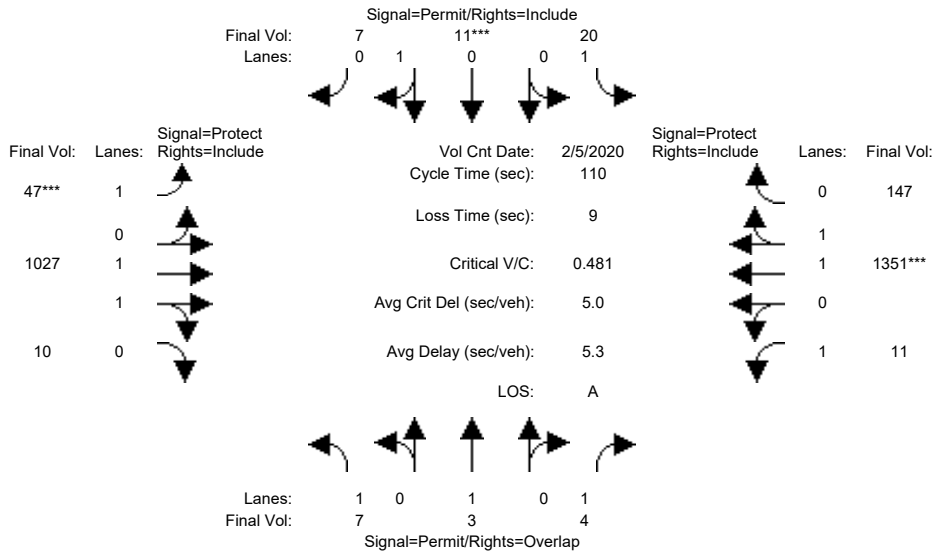 Signal=Permit/Rights=Include
Final Vol: 7 11*** 20
Lanes: 0 1 0 0 1
Signal=Protect
Final Vol: Lanes: Rights=Include
Vol Cnt Date: 2/5/2020
Signal=Protect
Rights=Include Lanes: Final Vol:
Cycle Time (sec): 110
47*** 1
0 147
Loss Time (sec): 9
0
1
1027 1
Critical V/C: 0.481
1 1351***
1
Avg Crit Del (sec/veh): 5.0
0
10 0
Avg Delay (sec/veh): 5.3
1 11
LOS: A
Lanes: 1 0 1 0 1
Final Vol: 7 3 4
Signal=Permit/Rights=Overlap